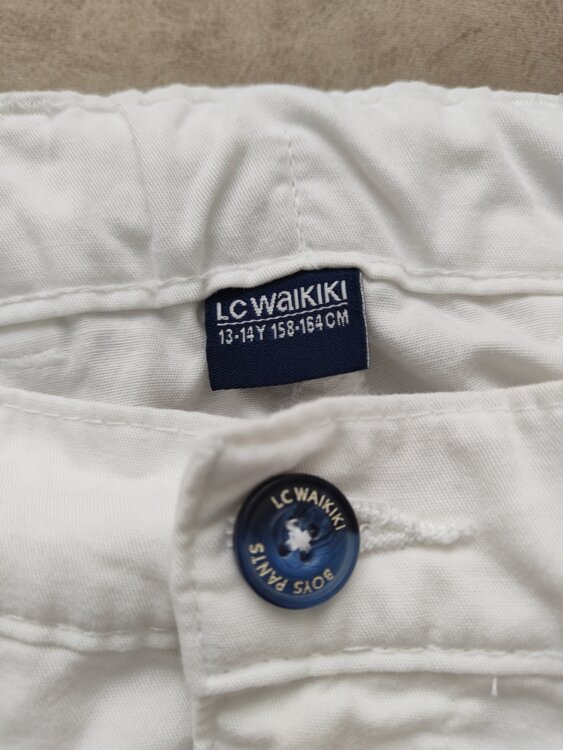 LC WAIKIKI
13-14Y 158-164CM
LC WAIKIKI
BOYS PANTS